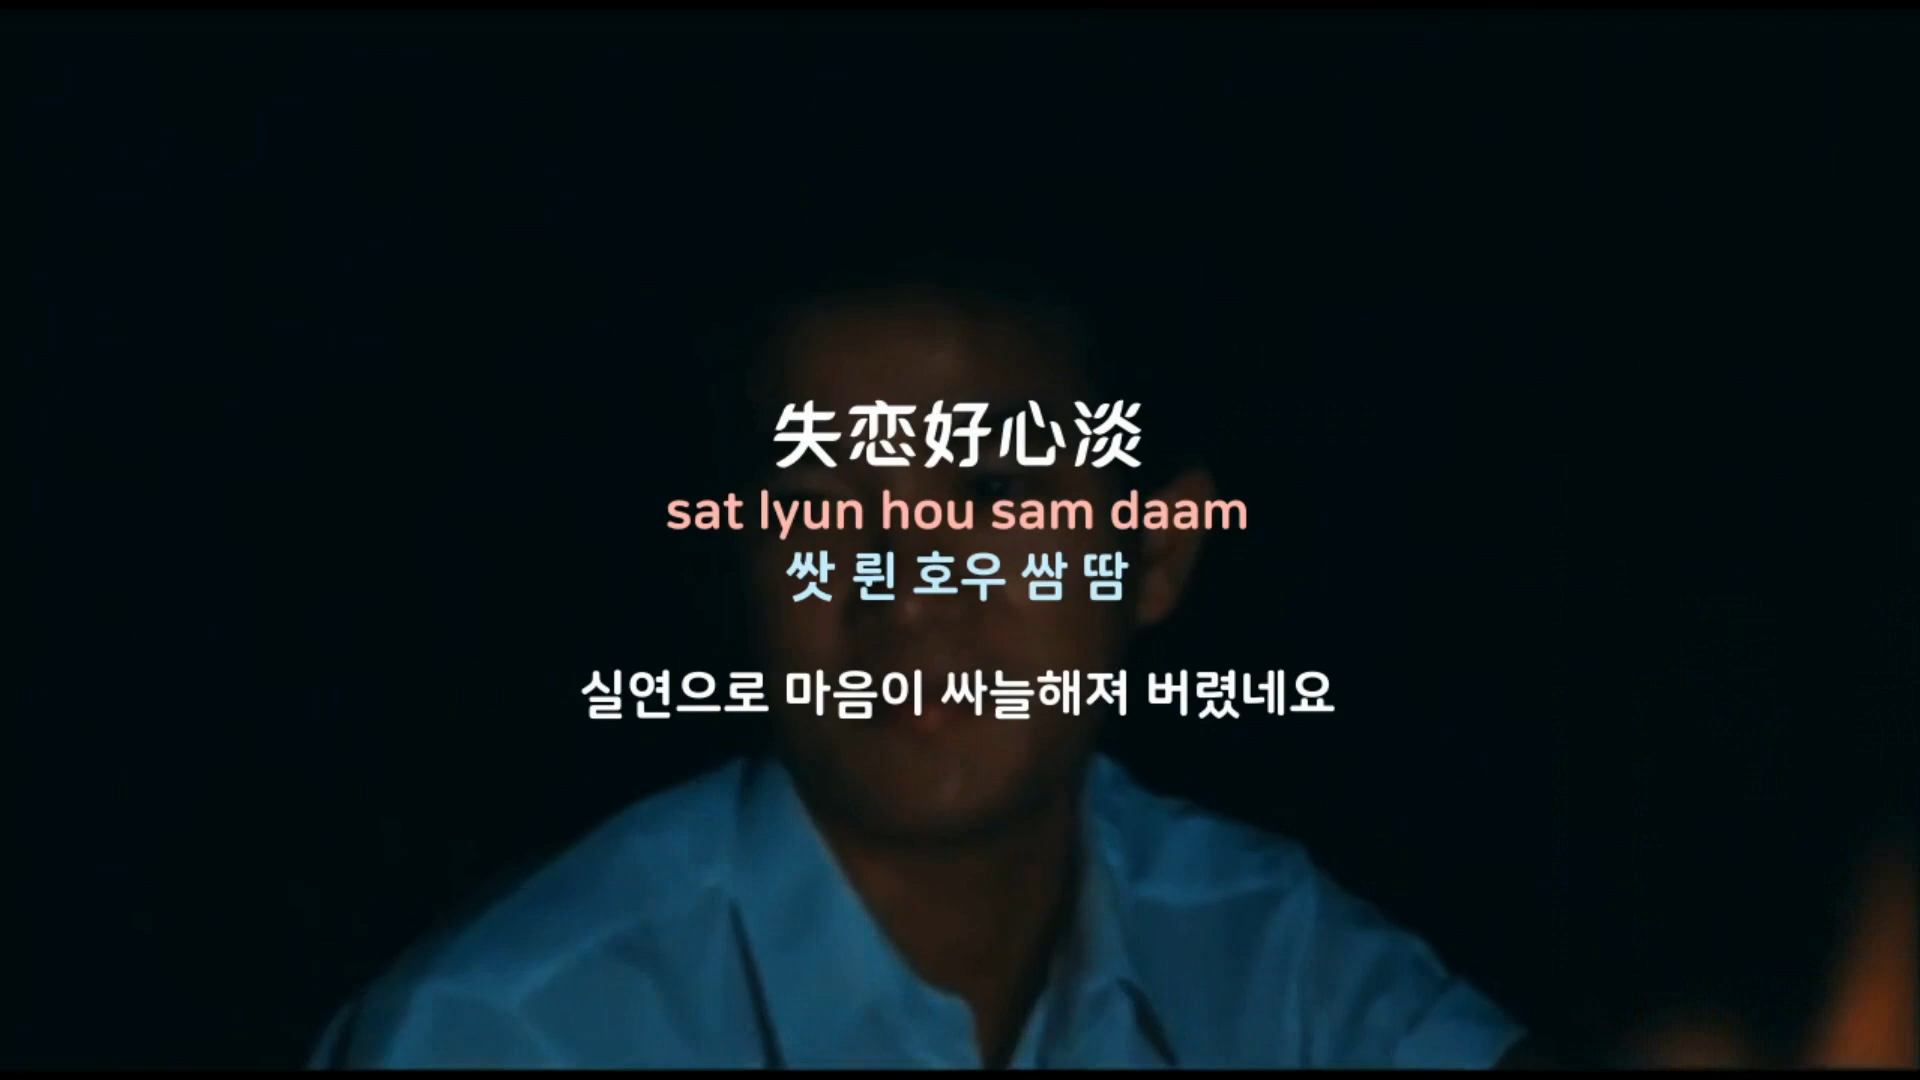 失恋好心淡
sat lyun hou sam daam
쌋 륀 호우 쌈 땀
실연으로 마음이 싸늘해져 버렸네요